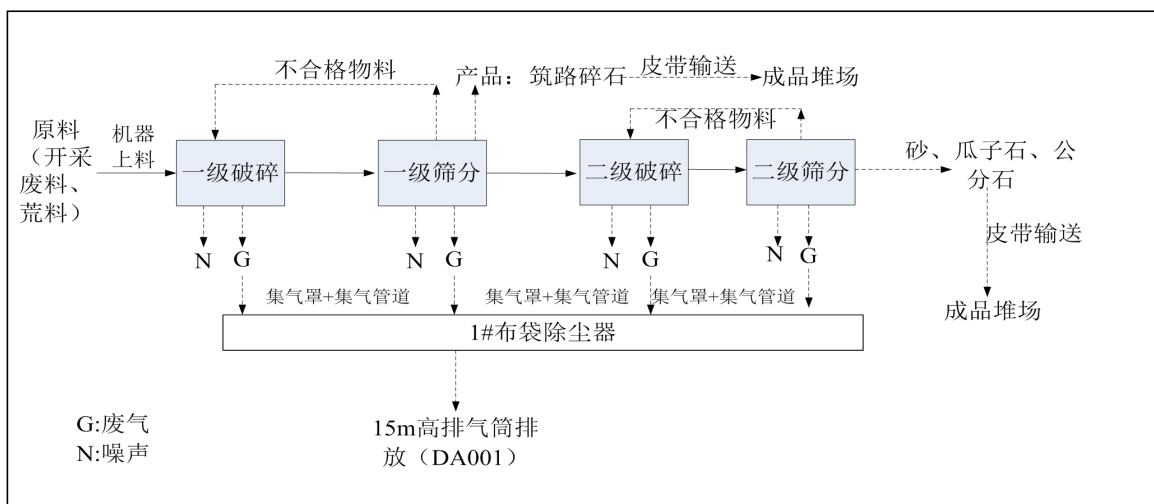 不合格物料
产品：筑路碎石
皮带输送
成品堆场
原料
（开采
废料、
荒料）
机器
上料
一级破碎
一级筛分
不合格物料
二级破碎
二级筛分
砂、瓜子石、公
分石
皮带输送
成品堆场
N
G
N
G
N
G
N
G
集气罩+集气管道
集气罩+集气管道
集气罩+集气管道
1#布袋除尘器
15m高排气筒排
放（DA001）
G:废气
N:噪声